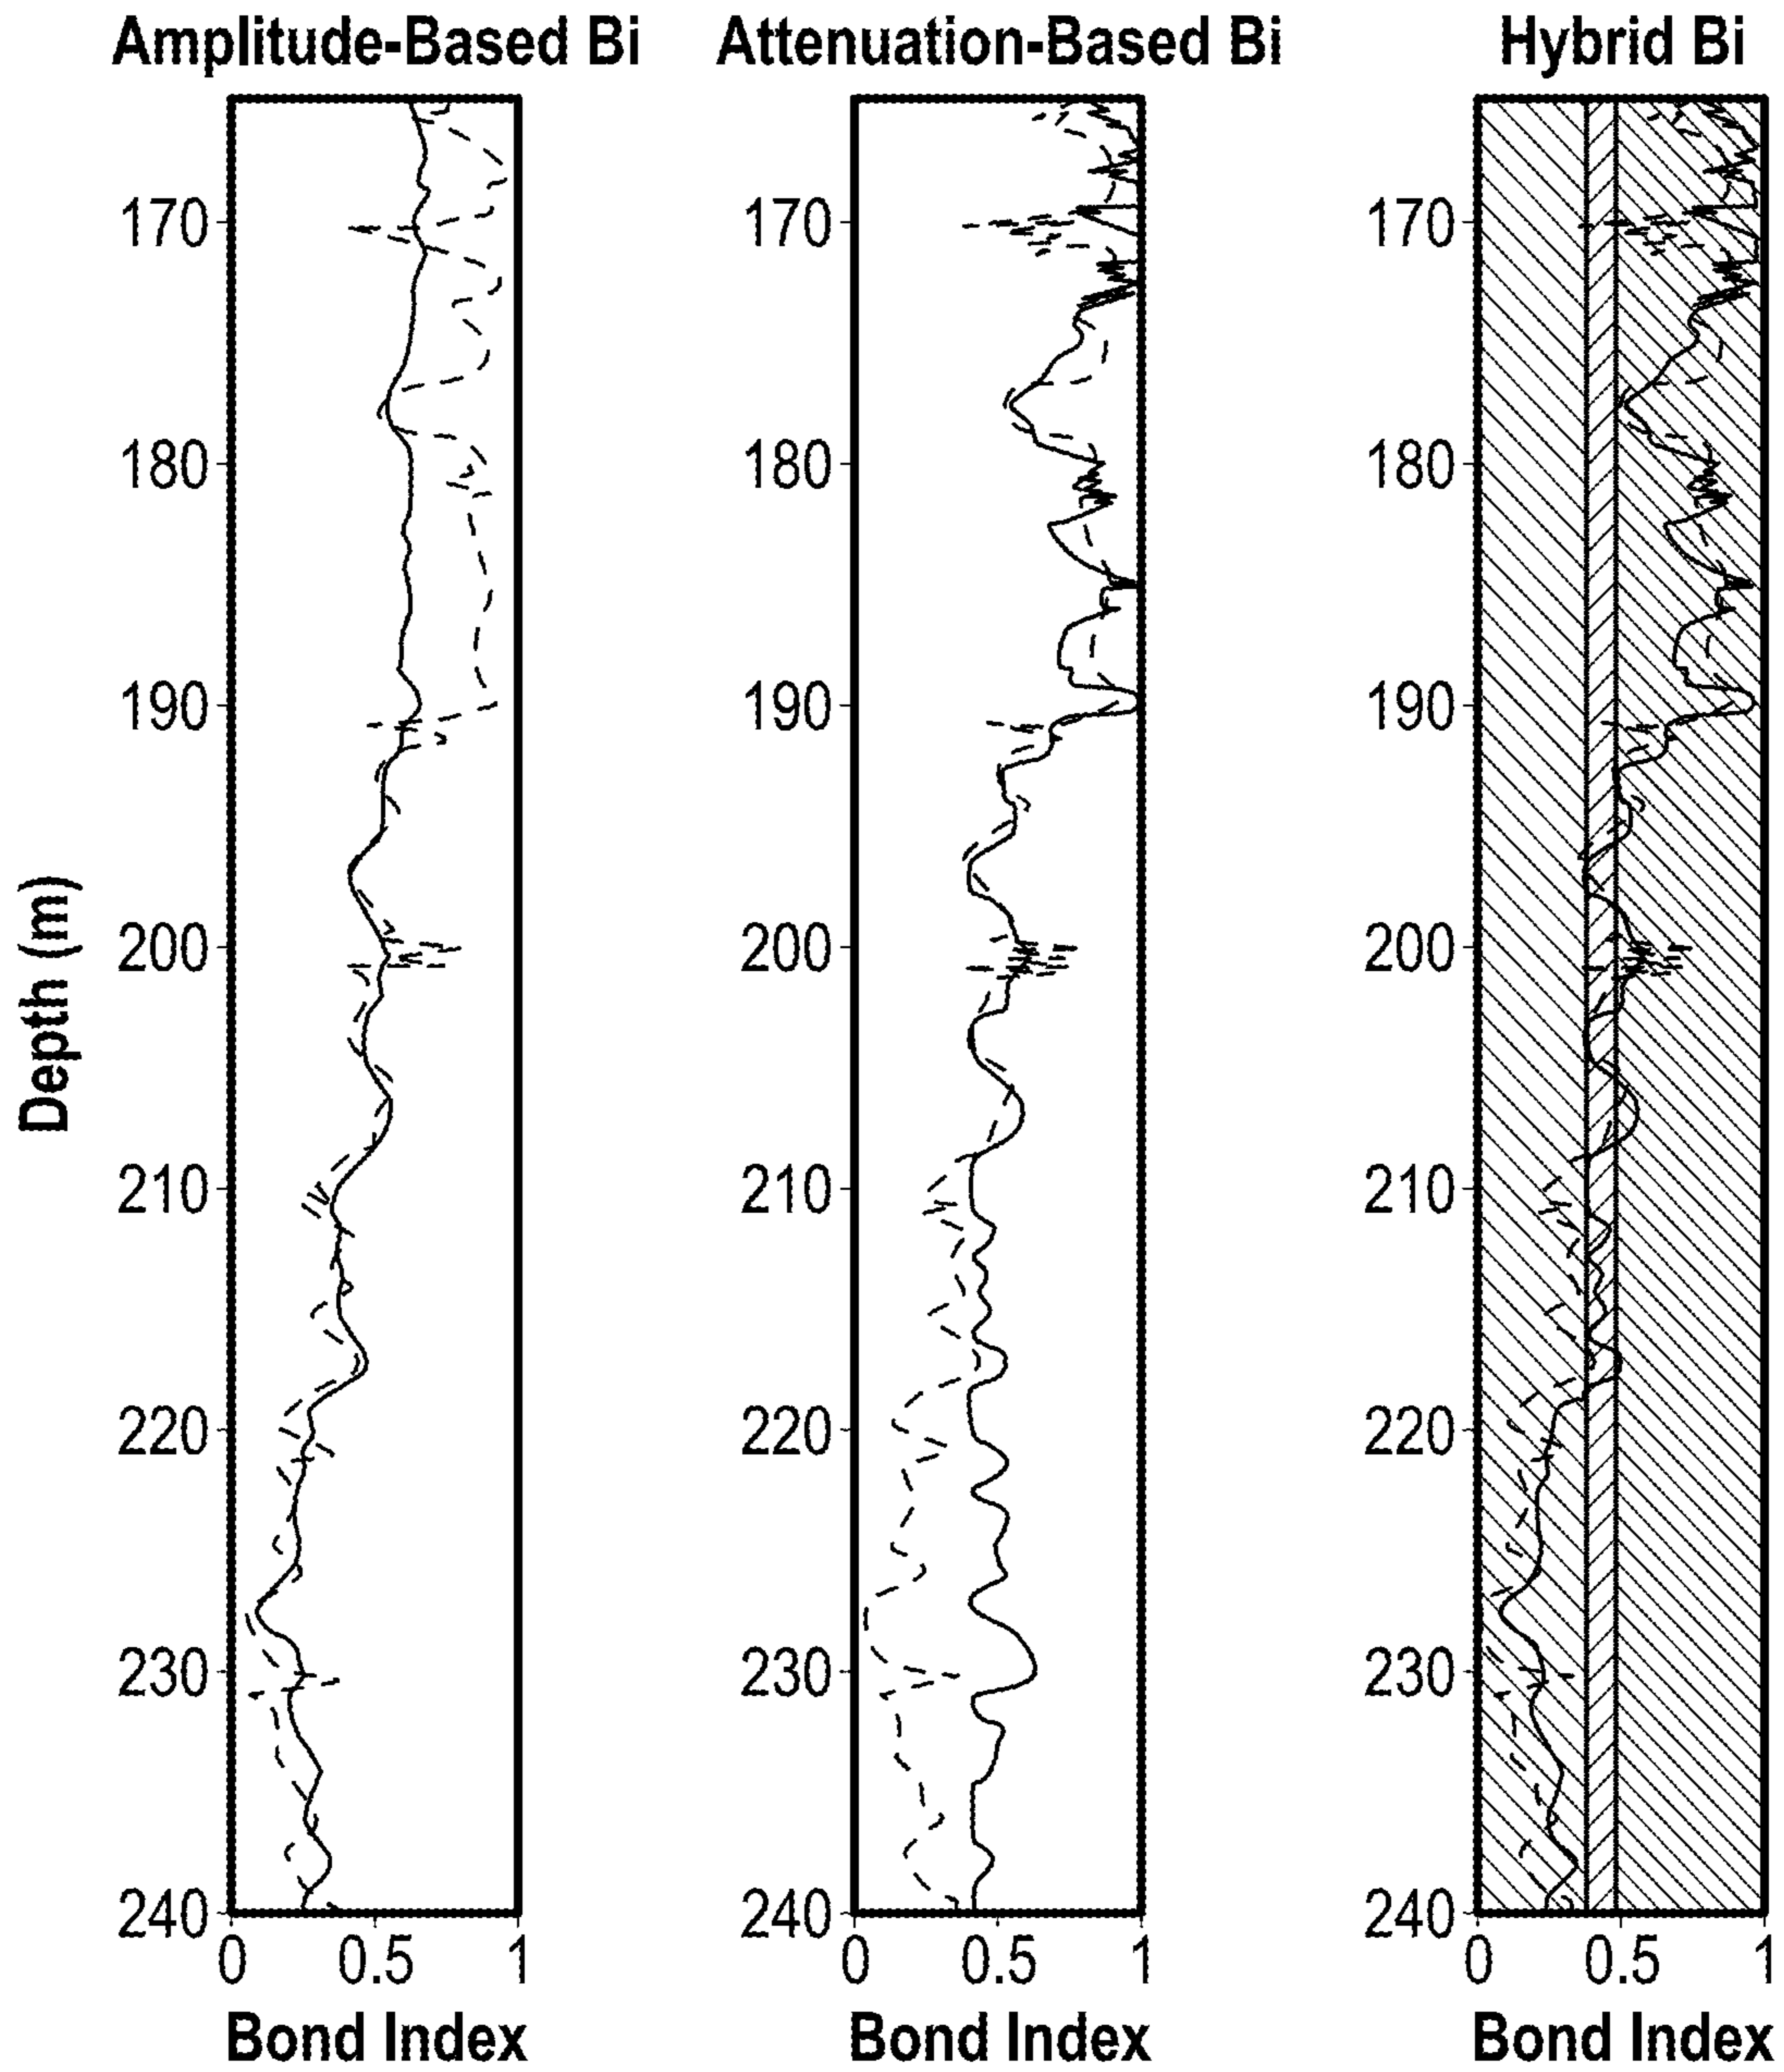 Amplitude-Based Bi
Attenuation-Based Bi
Hybrid Bi
Depth (m)
170
180
190
200
210
220
230
240
0 0.5 1
Bond Index
170
180
190
200
210
220
230
240
0 0.5 1
Bond Index
170
180
190
200
210
220
230
240
0 0.5 1
Bond Index